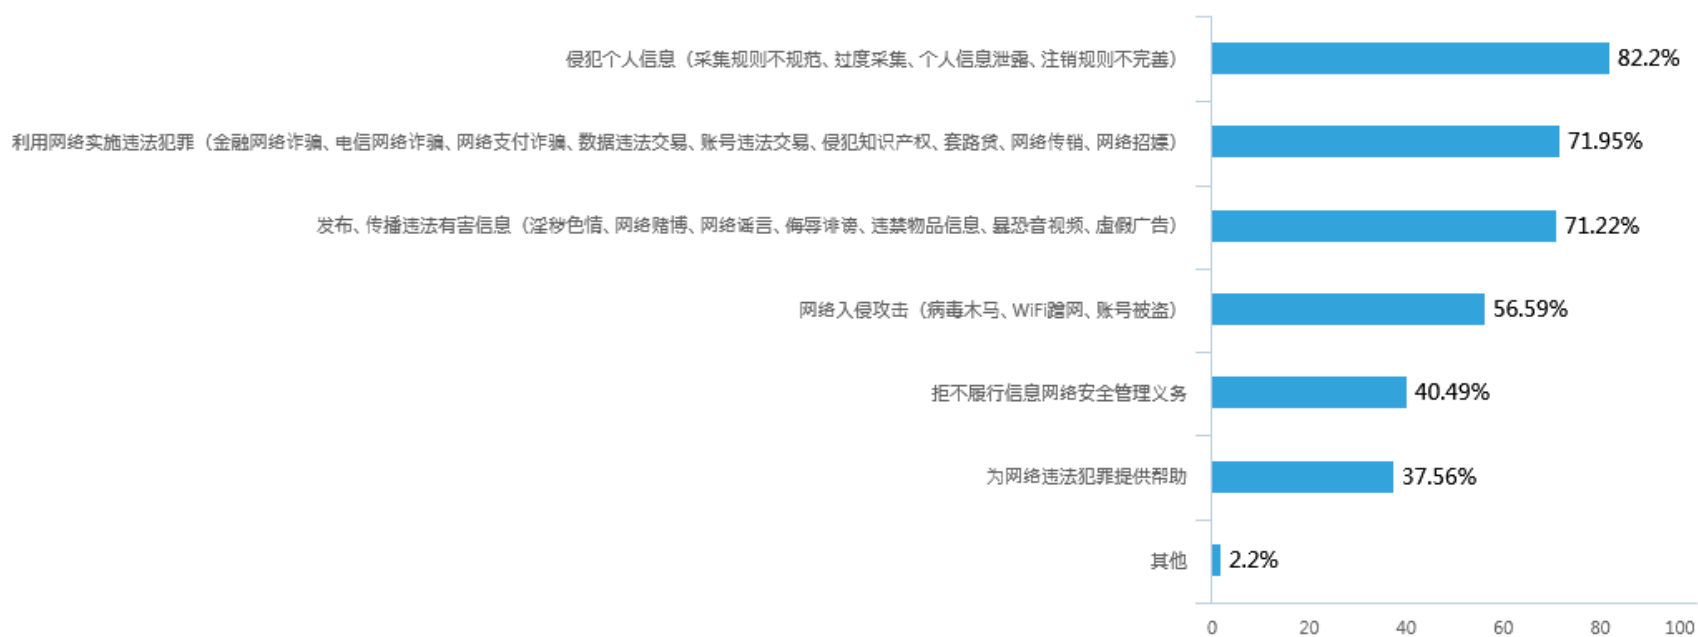 侵犯个人信息（采集规则不规范、过度采集、个人信息泄露、注销规则不完善） 82.2%
利用网络实施违法犯罪（金融网络诈骗、电信网络诈骗、网络支付诈骗、数据违法交易、账号违法交易、侵犯知识产权、套路贷、网络传销、网络招嫖） 71.95%
发布、传播违法有害信息（淫秽色情、网络赌博、网络谣言、侮辱诽谤、违禁物品信息、暴恐音视频、虚假广告） 71.22%
网络入侵攻击（病毒木马、WiFi蹭网、账号被盗） 56.59%
拒不履行信息网络安全管理义务 40.49%
为网络违法犯罪提供帮助 37.56%
其他 2.2%
0 20 40 60 80 100